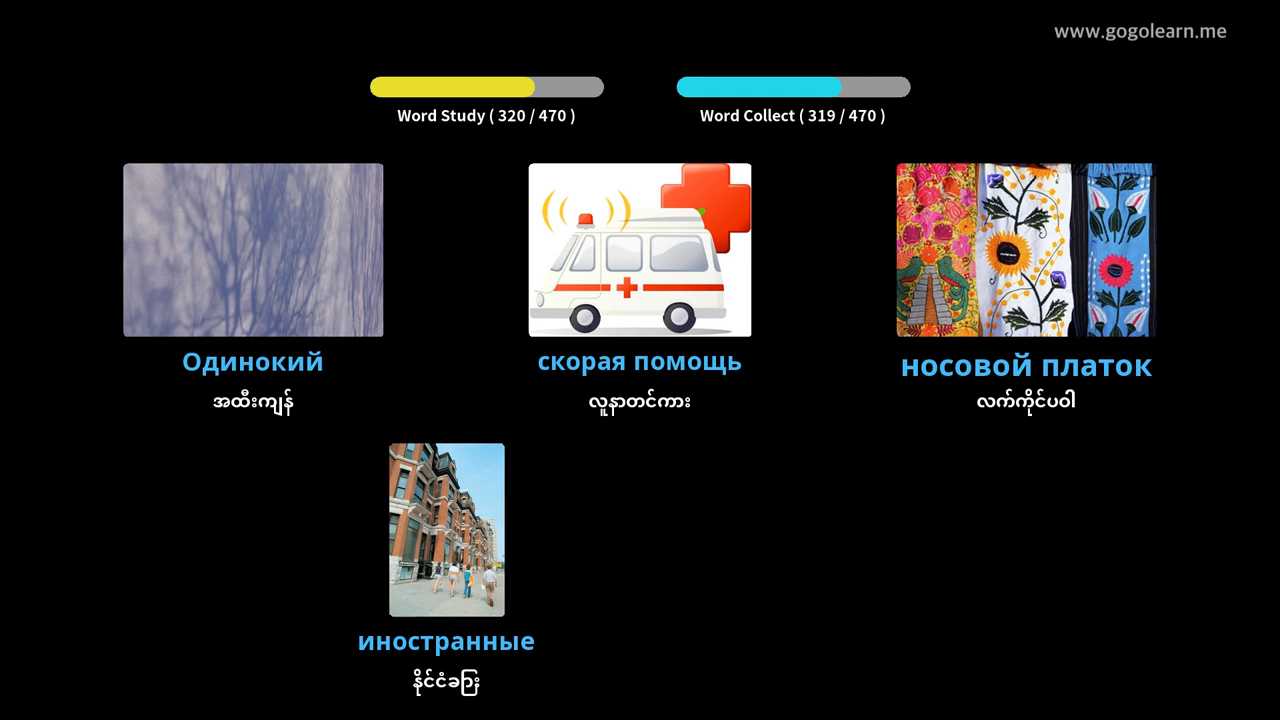 www.gogolearn.me
Word Study ( 320 / 470 )
Word Collect ( 319 / 470 )
Одинокий
အထီးကျန်
скорая помощь
လူနာတင်ကား
носовой платок
လက်ကိုင်ပဝါ
иностранные
နိုင်ငံခြား